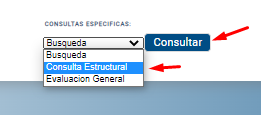 CONSULTAS ESPECIFICAS:
Busqueda Consultar
Busqueda
Consulta Estructural
Evaluacion General